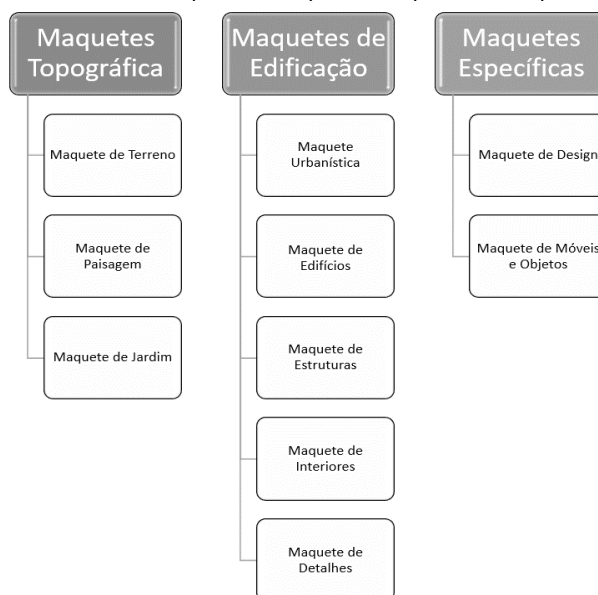 Maquetes
Topográfica
Maquete de Terreno
Maquete de
Paisagem
Maquete de Jardim
Maquetes de
Edificação
Maquete
Urbanística
Maquete de
Edifícios
Maquete de
Estruturas
Maquete de
Interiores
Maquete de
Detalhes
Maquetes
Específicas
Maquete de Design
Maquete de Móveis
e Objetos